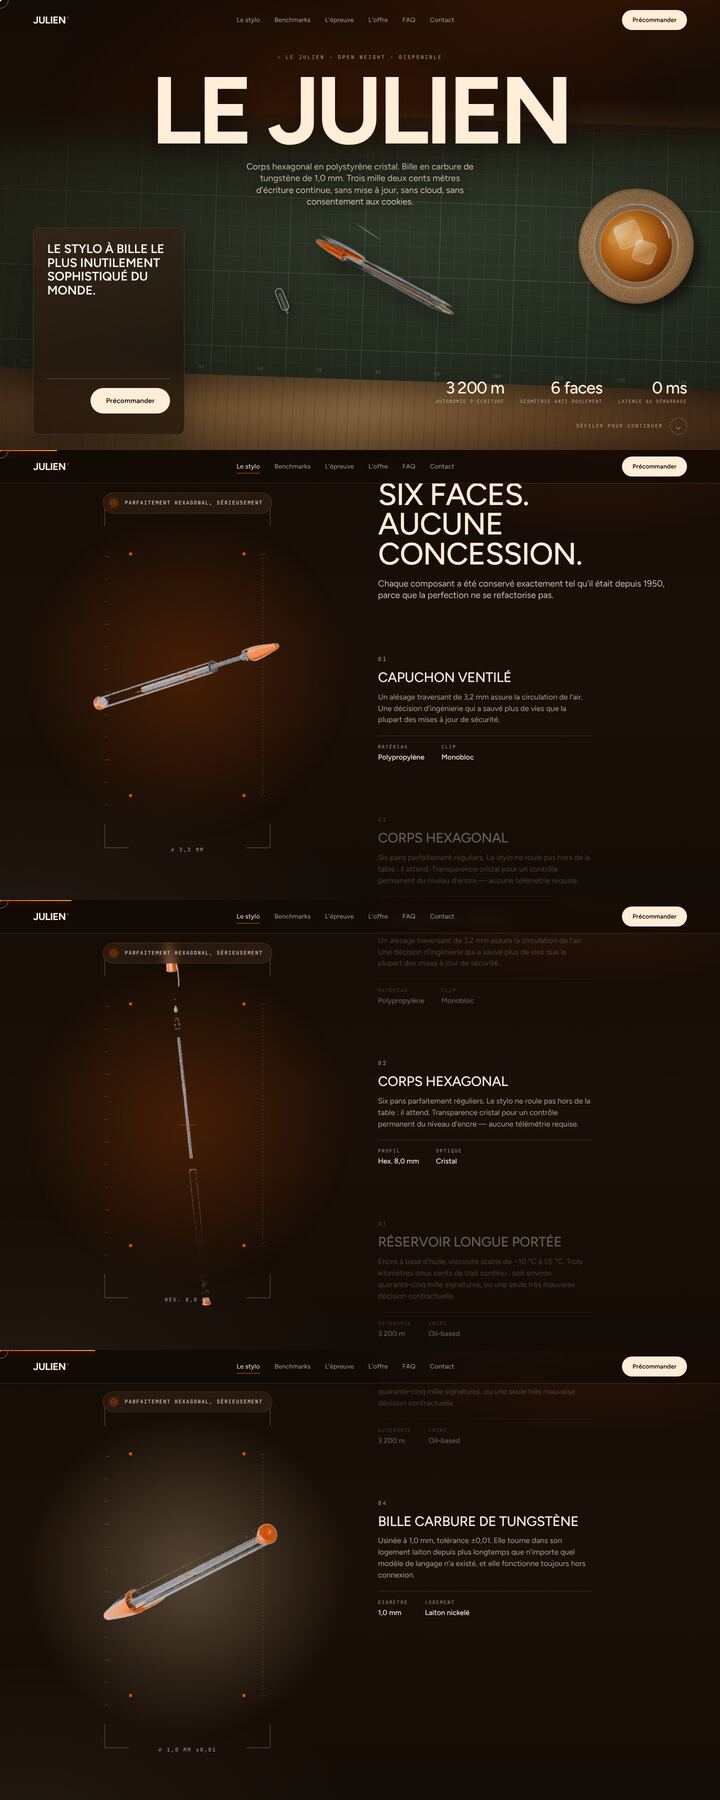 JULIEN
Le stylo
Benchmarks
L'épreuve
L'offre
FAQ
Contact
Précommander
LE JULIEN · OPEN WEIGHT · DISPONIBLE
LE JULIEN
Corps hexagonal en polystyrène cristal. Bille en carbure de
tungstène de 1,0 mm. Trois mille deux cents mètres
d'écriture continue, sans mise à jour, sans cloud, sans
consentement aux cookies.
LE STYLO À BILLE LE
PLUS INUTILEMENT
SOPHISTIQUÉ DU
MONDE.
Précommander
3 200 m
AUTONOMIE D'ÉCRITURE
6 faces
GÉOMÉTRIE ANTI-ROULEMENT
0 ms
LATENCE AU DÉMARRAGE
DÉFILER POUR CONTINUER
JULIEN
Le stylo
Benchmarks
L'épreuve
L'offre
FAQ
Contact
Précommander
PARFAITEMENT HEXAGONAL, SÉRIEUSEMENT
SIX FACES.
AUCUNE
CONCESSION.
Chaque composant a été conservé exactement tel qu'il était depuis 1950,
parce que la perfection ne se refactorise pas.
01
CAPUCHON VENTILÉ
Un alésage traversant de 3,2 mm assure la circulation de l'air.
Une décision d'ingénierie qui a sauvé plus de vies que la
plupart des mises à jour de sécurité.
MATÉRIAU
Polypropylène
CLIP
Monobloc
ø 3,2 MM
02
CORPS HEXAGONAL
Six pans parfaitement réguliers. Le stylo ne roule pas hors de la
table : il attend. Transparence cristal pour un contrôle
permanent du niveau d'encre — aucune télémétrie requise.
JULIEN
Le stylo
Benchmarks
L'épreuve
L'offre
FAQ
Contact
Précommander
PARFAITEMENT HEXAGONAL, SÉRIEUSEMENT
Un alésage traversant de 3,2 mm assure la circulation de l'air.
Une décision d'ingénierie qui a sauvé plus de vies que la
plupart des mises à jour de sécurité.
MATÉRIAU
Polypropylène
CLIP
Monobloc
02
CORPS HEXAGONAL
Six pans parfaitement réguliers. Le stylo ne roule pas hors de la
table : il attend. Transparence cristal pour un contrôle
permanent du niveau d'encre — aucune télémétrie requise.
PROFIL
Hex. 8,0 mm
OPTIQUE
Cristal
HEX. 8,0
03
RÉSERVOIR LONGUE PORTÉE
Encre à base d'huile, viscosité stable de −10 °C à 55 °C. Trois
kilomètres deux cents de trait continu : soit environ
quarante-cinq mille signatures, ou une seule très mauvaise
décision contractuelle.
AUTONOMIE
3 200 m
ENCRE
Oil-based
JULIEN
Le stylo
Benchmarks
L'épreuve
L'offre
FAQ
Contact
Précommander
PARFAITEMENT HEXAGONAL, SÉRIEUSEMENT
quarante-cinq mille signatures, ou une seule très mauvaise
décision contractuelle.
AUTONOMIE
3 200 m
ENCRE
Oil-based
04
BILLE CARBURE DE TUNGSTÈNE
Usinée à 1,0 mm, tolérance ±0,01. Elle tourne dans son
logement laiton depuis plus longtemps que n'importe quel
modèle de langage n'a existé, et elle fonctionne toujours hors
connexion.
DIAMÈTRE
1,0 mm
LOGEMENT
Laiton nickelé
ø 1,0 MM ±0,01